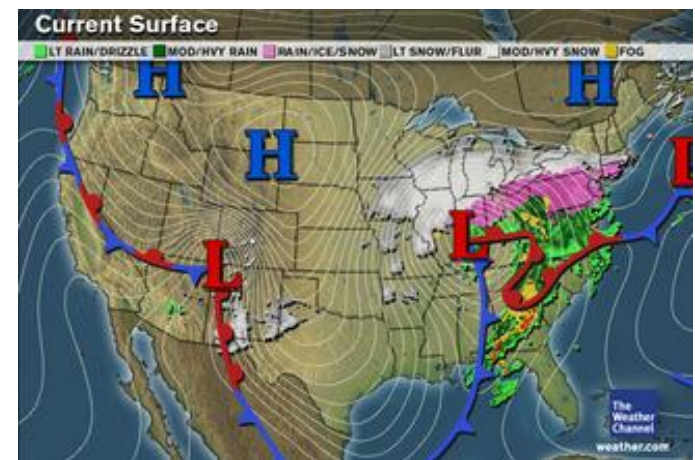 Current Surface
LT RAIN/DRIZZLE MOD/HVY RAIN RAIN/ICE/SNOW LT SNOW/FLUR MOD/HVY SNOW FOG
H
H
H
L
L
L
The
Weather
Channel
weather.com